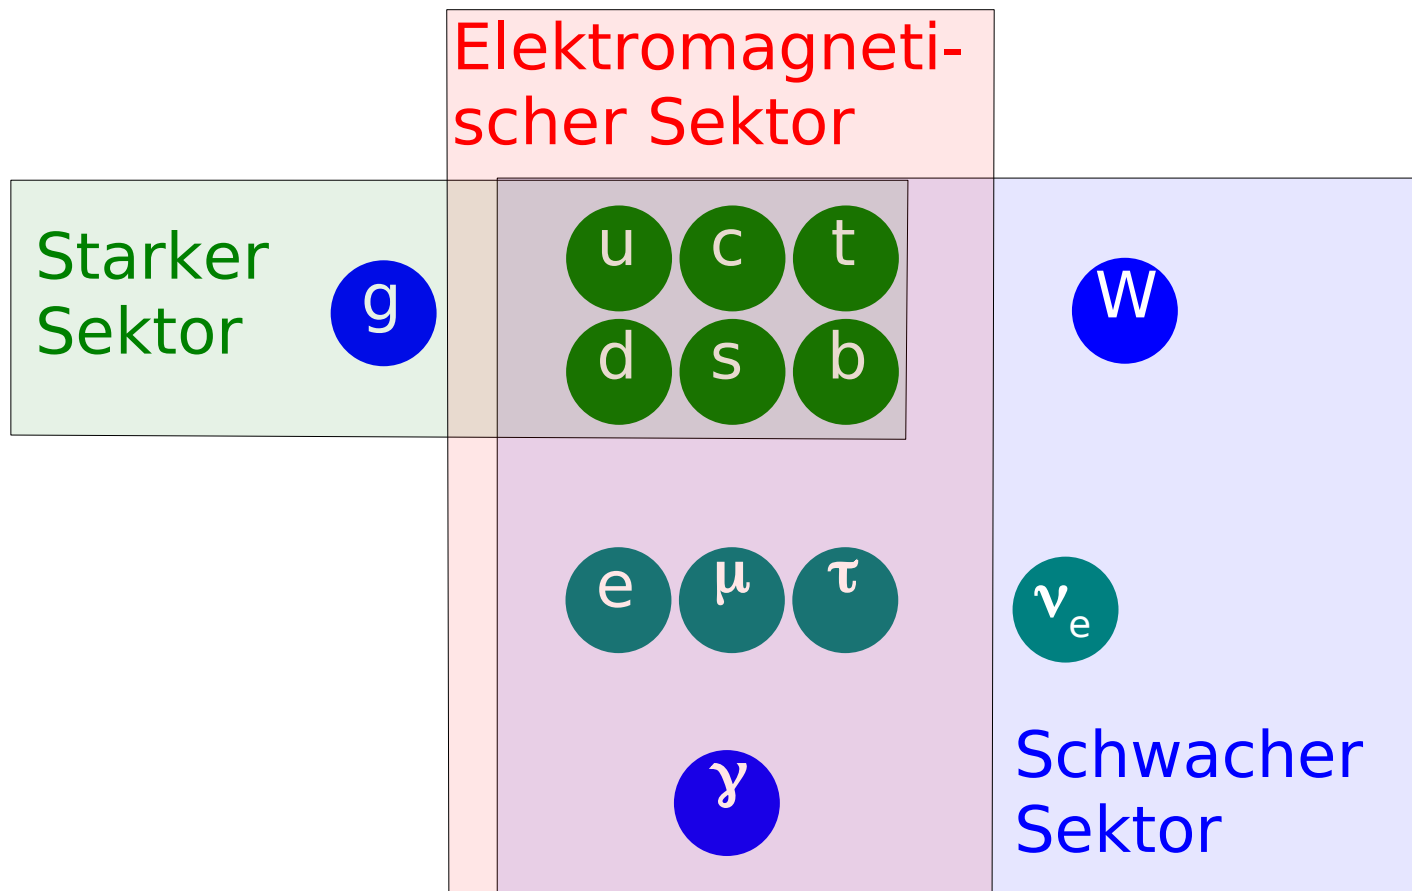 Elektromagneti-
scher Sektor
Starker
Sektor
g
u c t
d s b
W
e μ τ
νe
γ
Schwacher
Sektor